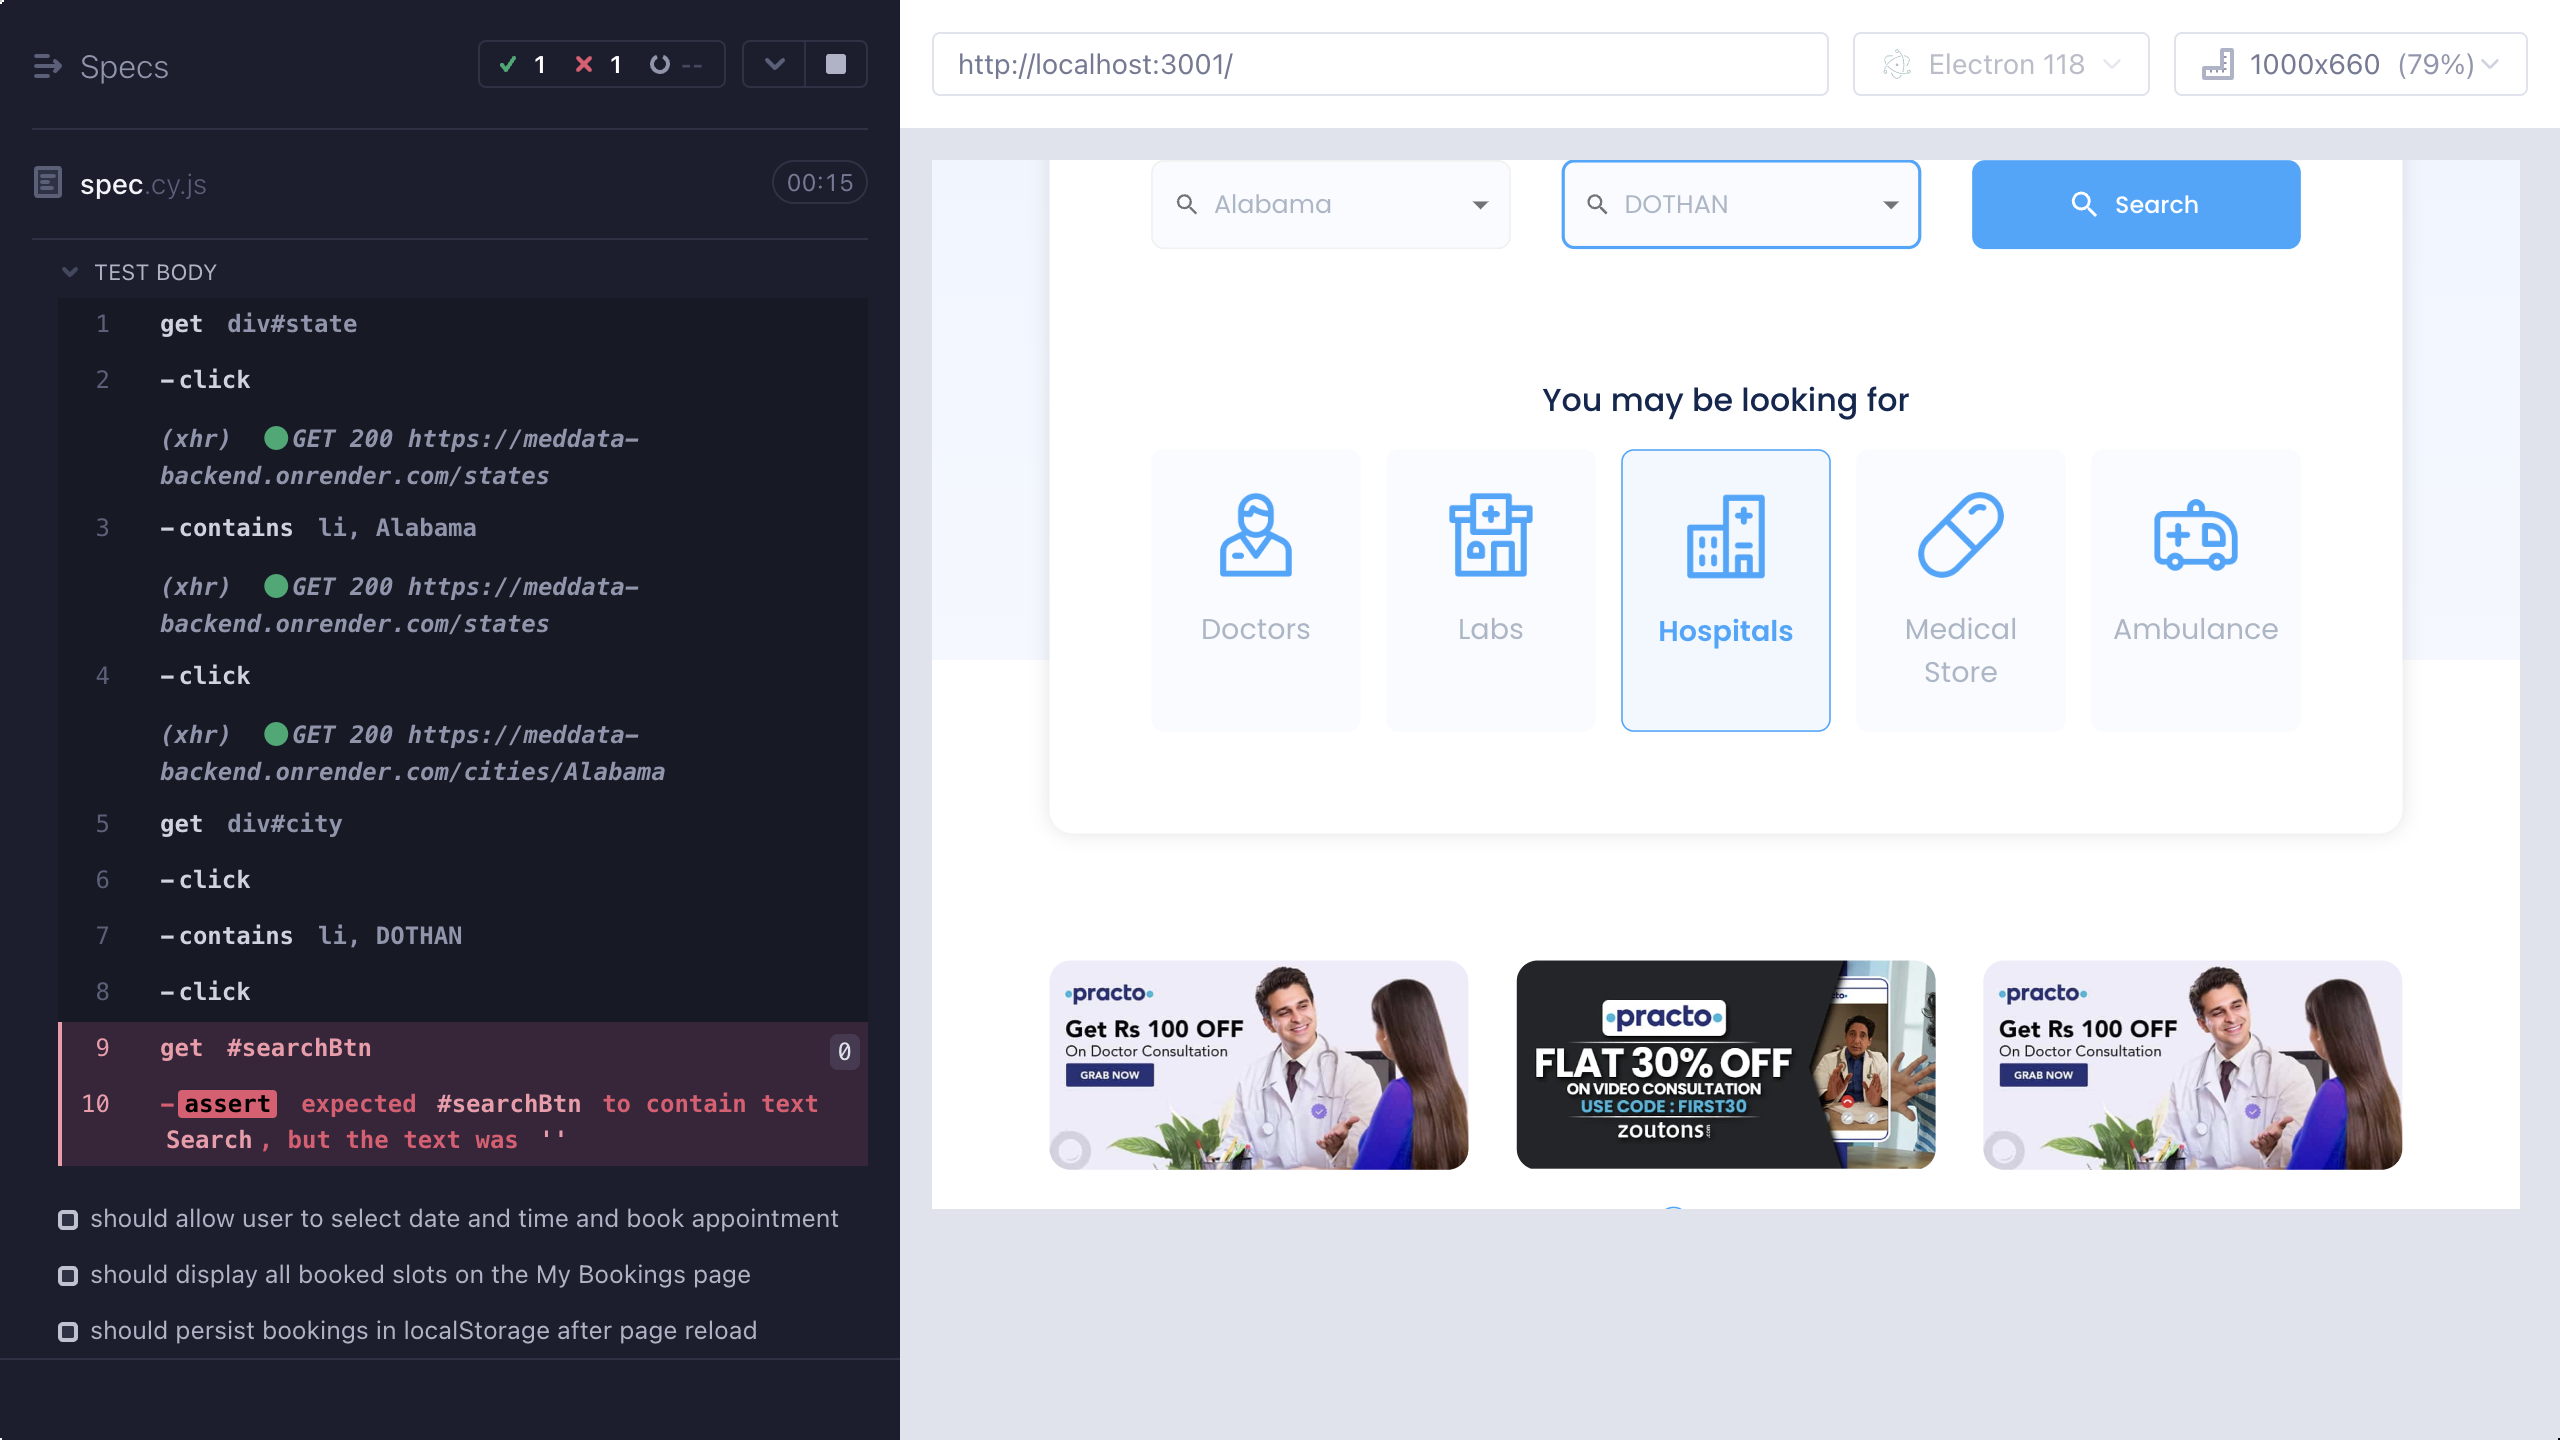 Specs
1 1 --
spec.cy.js
00:15
TEST BODY
1 get div#state
2 -click
(xhr) GET 200 https://meddata-
backend.onrender.com/states
3 -contains li, Alabama
(xhr) GET 200 https://meddata-
backend.onrender.com/states
4 -click
(xhr) GET 200 https://meddata-
backend.onrender.com/cities/Alabama
5 get div#city
6 -click
7 -contains li, DOTHAN
8 -click
9 get #searchBtn 0
10 -assert expected #searchBtn to contain text
Search, but the text was ''
should allow user to select date and time and book appointment
should display all booked slots on the My Bookings page
should persist bookings in localStorage after page reload
http://localhost:3001/
Electron 118
1000x660 (79%)
Alabama
DOTHAN
Search
You may be looking for
Doctors
Labs
Hospitals
Medical
Store
Ambulance
practo
Get Rs 100 OFF
On Doctor Consultation
GRAB NOW
practo
FLAT 30% OFF
ON VIDEO CONSULTATION
USE CODE : FIRST30
zoutons
practo
Get Rs 100 OFF
On Doctor Consultation
GRAB NOW